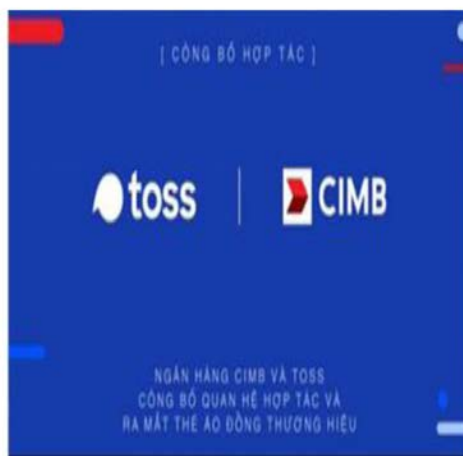 [ CÔNG BỐ HỢP TÁC ]
toss
CIMB
NGÂN HÀNG CIMB VÀ TOSS
CÔNG BỐ QUAN HỆ HỢP TÁC VÀ
RA MẮT THẺ ẢO ĐỒNG THƯƠNG HIỆU